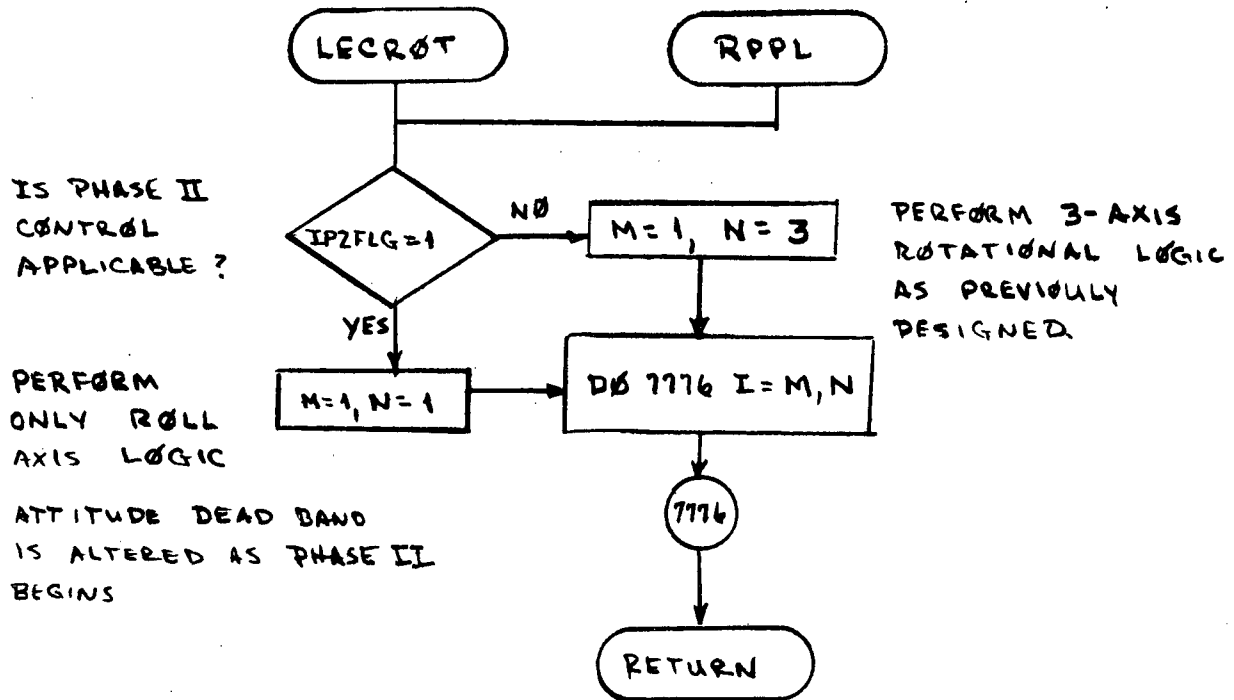 LECRØT
RPPL
IS PHASE II
CØNTRØL
APPLICABLE ?
IP2FLG=1
NØ
M=1, N=3
PERFØRM 3-AXIS
RØTATIØNAL LØGIC
AS PREVIØULY
DESIGNED.
YES
PERFØRM
ONLY RØLL
AXIS LØGIC
M=1, N=1
DØ 7776 I=M,N
ATTITUDE DEAD BAND
IS ALTERED AS PHASE II
BEGINS
7776
RETURN